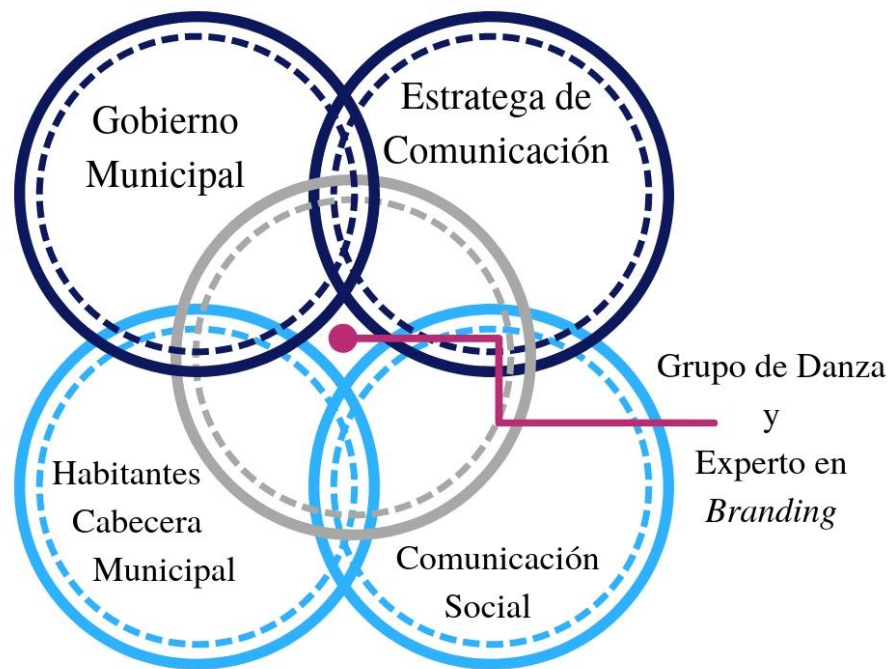 Gobierno
Municipal
Estratega de
Comunicación
Habitantes
Cabecera
Municipal
Comunicación
Social
Grupo de Danza
y
Experto en
Branding